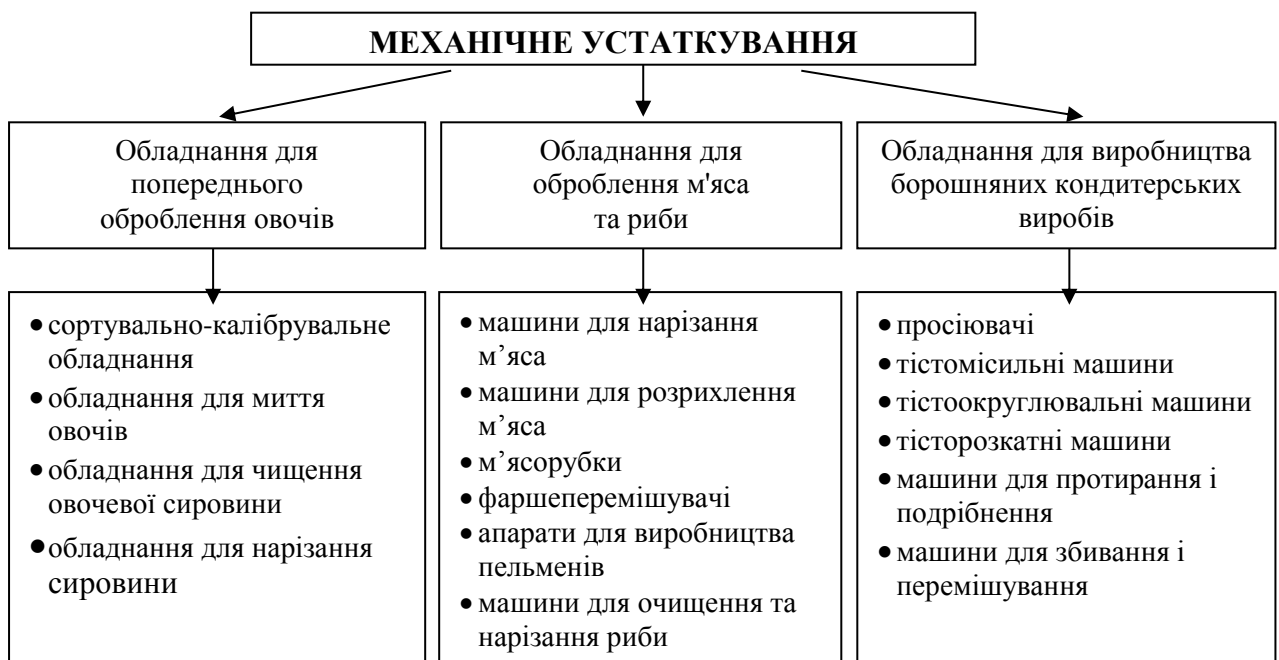 МЕХАНІЧНЕ УСТАТКУВАННЯ
Обладнання для
попереднього
оброблення овочів
Обладнання для
оброблення м'яса
та риби
Обладнання для виробництва
борошняних кондитерських
виробів
• сортувально-калібрувальне
обладнання
• обладнання для миття
овочів
• обладнання для чищення
овочевої сировини
• обладнання для нарізання
сировини
• машини для нарізання
м’яса
• машини для розрихлення
м’яса
• м’ясорубки
• фаршеперемішувачі
• апарати для виробництва
пельменів
• машини для очищення та
нарізання риби
• просіювачі
• тістомісильні машини
• тістоокруглювальні машини
• тісторозкатні машини
• машини для протирання і
подрібнення
• машини для збивання і
перемішування